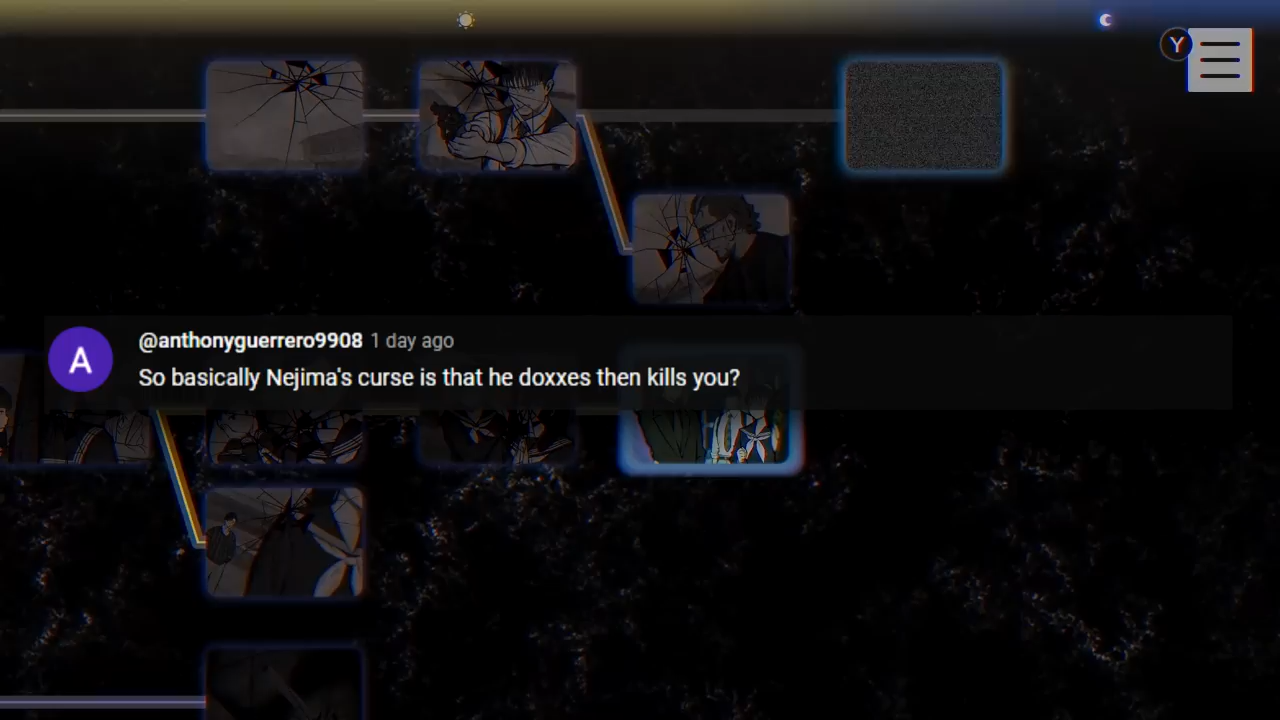 Y
@anthonyguerrero9908 1 day ago
A
So basically Nejima's curse is that he doxxes then kills you?